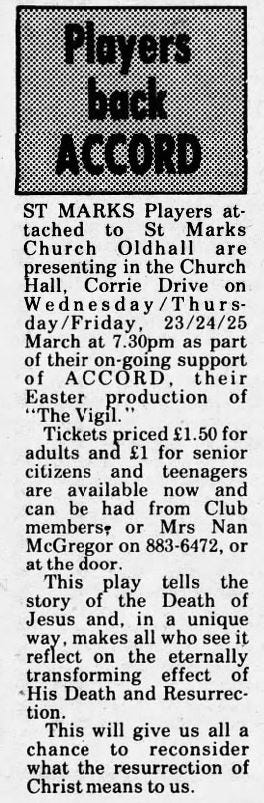 Players
back
ACCORD
ST MARKS Players at-
tached to St Marks
Church Oldhall are
presenting in the Church
Hall, Corrie Drive on
Wednesday/Thurs-
day/Friday, 23/24/25
March at 7.30pm as part
of their on-going support
of ACCORD, their
Easter production of
"The Vigil."
Tickets priced £1.50 for
adults and £1 for senior
citizens and teenagers
are available now and
can be had from Club
members, or Mrs Nan
McGregor on 883-6472, or
at the door.
This play tells the
story of the Death of
Jesus and, in a unique
way, makes all who see it
reflect on the eternally
transforming effect of
His Death and Resurrec-
tion.
This will give us all a
chance to reconsider
what the resurrection of
Christ means to us.